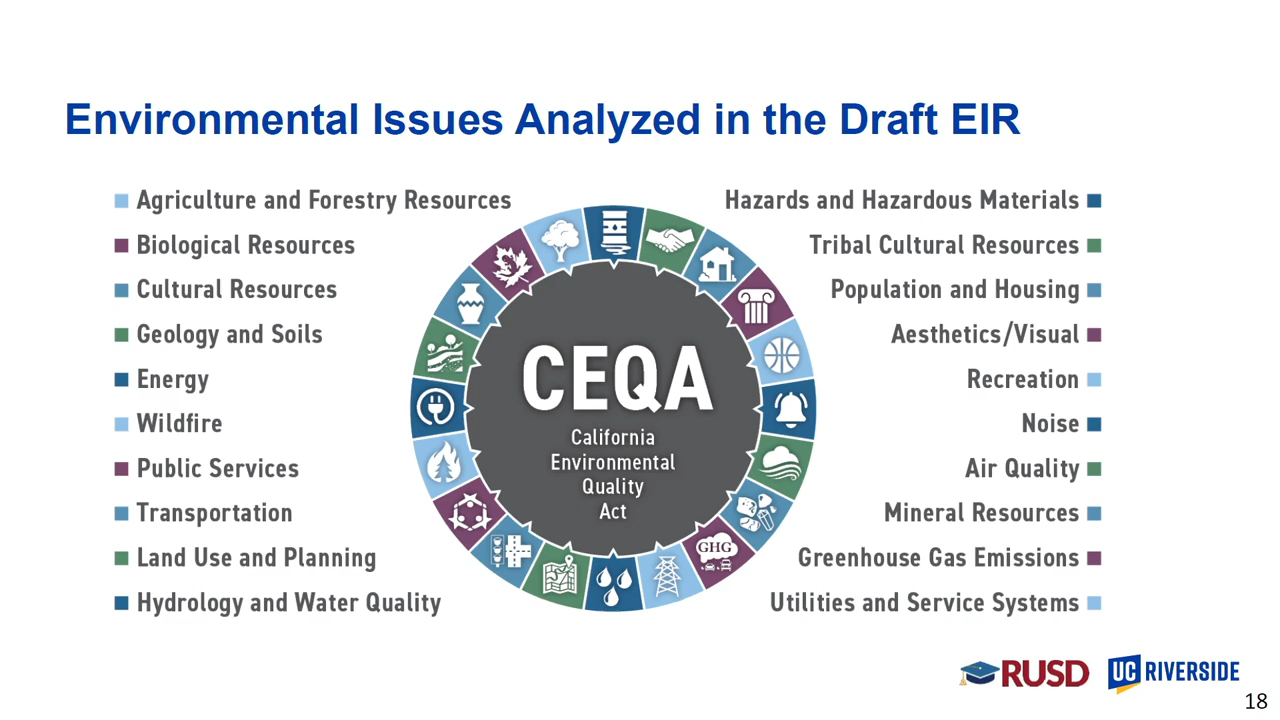 Environmental Issues Analyzed in the Draft EIR
Agriculture and Forestry Resources
Biological Resources
Cultural Resources
Geology and Soils
Energy
Wildfire
Public Services
Transportation
Land Use and Planning
Hydrology and Water Quality
CEQA
California
Environmental
Quality
Act
GHG
Hazards and Hazardous Materials
Tribal Cultural Resources
Population and Housing
Aesthetics/Visual
Recreation
Noise
Air Quality
Mineral Resources
Greenhouse Gas Emissions
Utilities and Service Systems
RUSD
UC RIVERSIDE
18